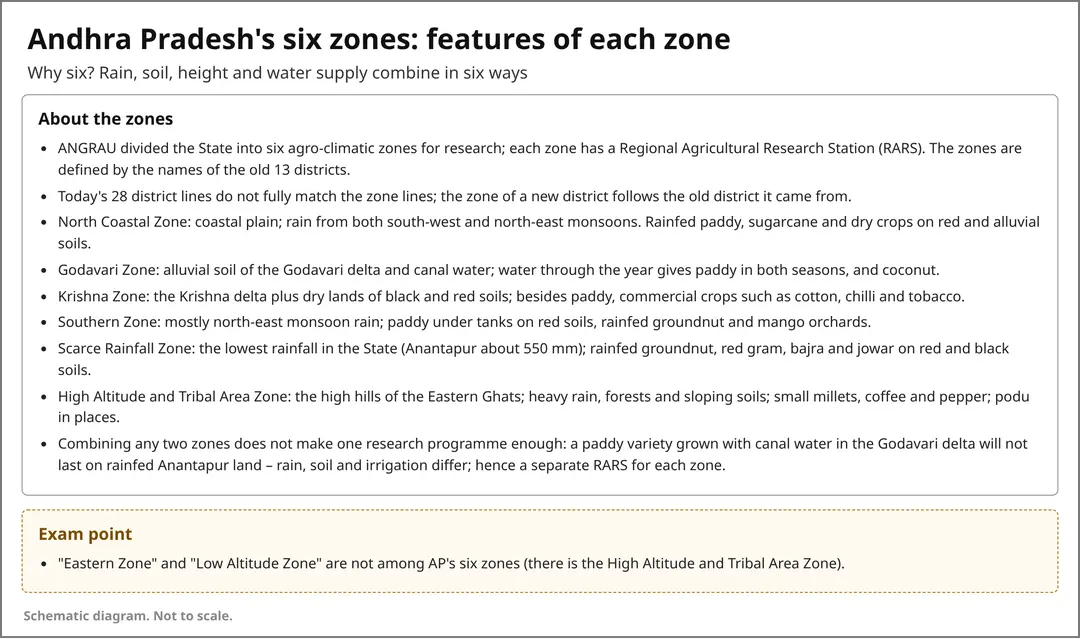 Andhra Pradesh's six zones: features of each zone
Why six? Rain, soil, height and water supply combine in six ways
About the zones
• ANGRAU divided the State into six agro-climatic zones for research; each zone has a Regional Agricultural Research Station (RARS). The zones are
defined by the names of the old 13 districts.
• Today's 28 district lines do not fully match the zone lines; the zone of a new district follows the old district it came from.
• North Coastal Zone: coastal plain; rain from both south-west and north-east monsoons. Rainfed paddy, sugarcane and dry crops on red and alluvial
soils.
• Godavari Zone: alluvial soil of the Godavari delta and canal water; water through the year gives paddy in both seasons, and coconut.
• Krishna Zone: the Krishna delta plus dry lands of black and red soils; besides paddy, commercial crops such as cotton, chilli and tobacco.
• Southern Zone: mostly north-east monsoon rain; paddy under tanks on red soils, rainfed groundnut and mango orchards.
• Scarce Rainfall Zone: the lowest rainfall in the State (Anantapur about 550 mm); rainfed groundnut, red gram, bajra and jowar on red and black
soils.
• High Altitude and Tribal Area Zone: the high hills of the Eastern Ghats; heavy rain, forests and sloping soils; small millets, coffee and pepper; podu
in places.
• Combining any two zones does not make one research programme enough: a paddy variety grown with canal water in the Godavari delta will not
last on rainfed Anantapur land – rain, soil and irrigation differ; hence a separate RARS for each zone.
Exam point
• "Eastern Zone" and "Low Altitude Zone" are not among AP's six zones (there is the High Altitude and Tribal Area Zone).
Schematic diagram. Not to scale.